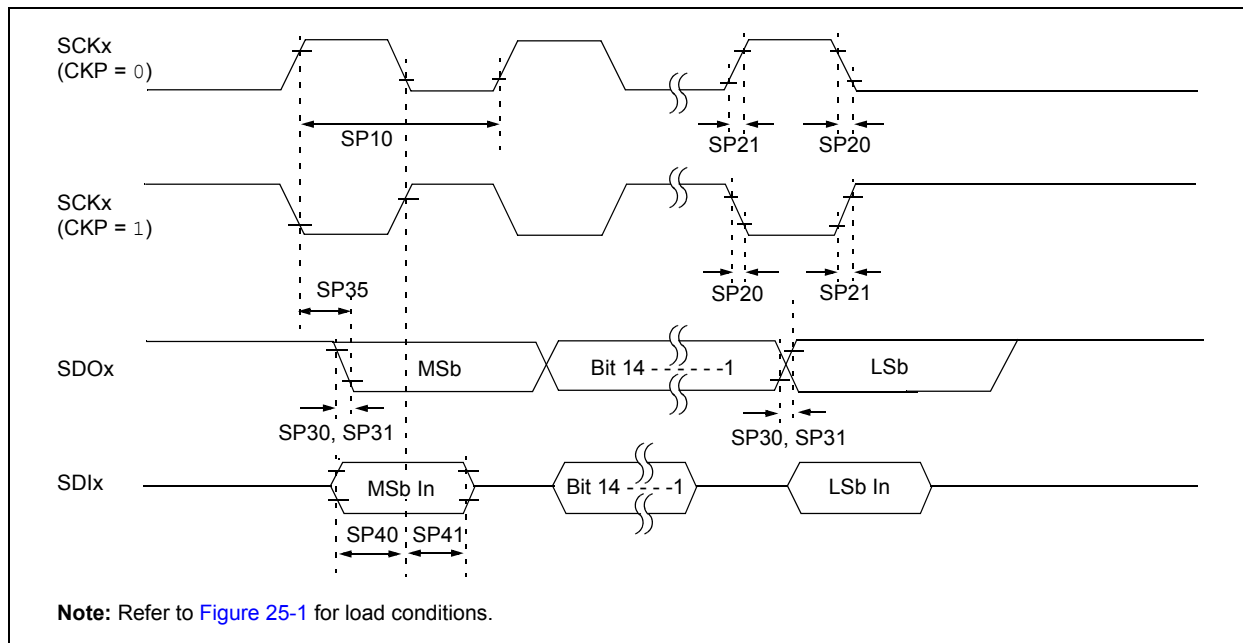 SCKx
(CKP = 0)
SP10
SP21
SP20
SCKx
(CKP = 1)
SP35
SP20
SP21
SDOx
MSb
Bit 14 - - - - - -1
LSb
SP30, SP31
SP30, SP31
SDIx
MSb In
Bit 14 - - - -1
LSb In
SP40
SP41
Note: Refer to Figure 25-1 for load conditions.